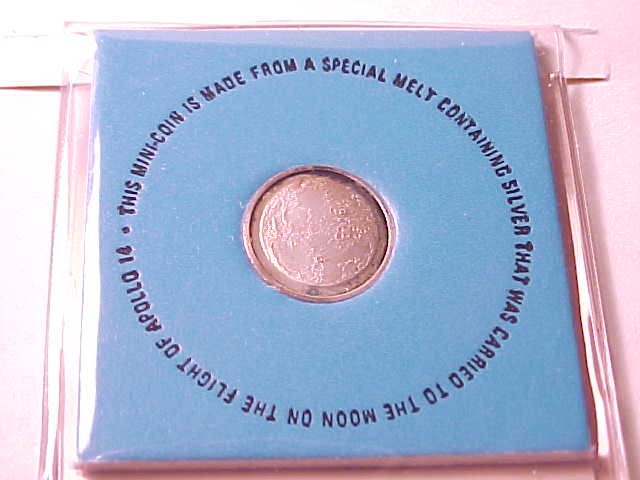 THIS MINI-COIN IS MADE FROM A SPECIAL MELT CONTAINING SILVER THAT WAS CARRIED TO THE MOON ON THE FLIGHT OF APOLLO 14 •